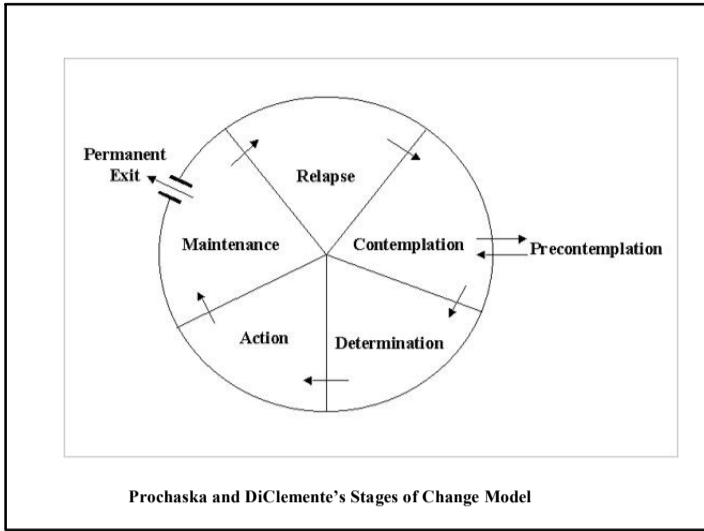 Permanent
Exit
Relapse
Maintenance
Contemplation
Precontemplation
Action
Determination
Prochaska and DiClemente’s Stages of Change Model